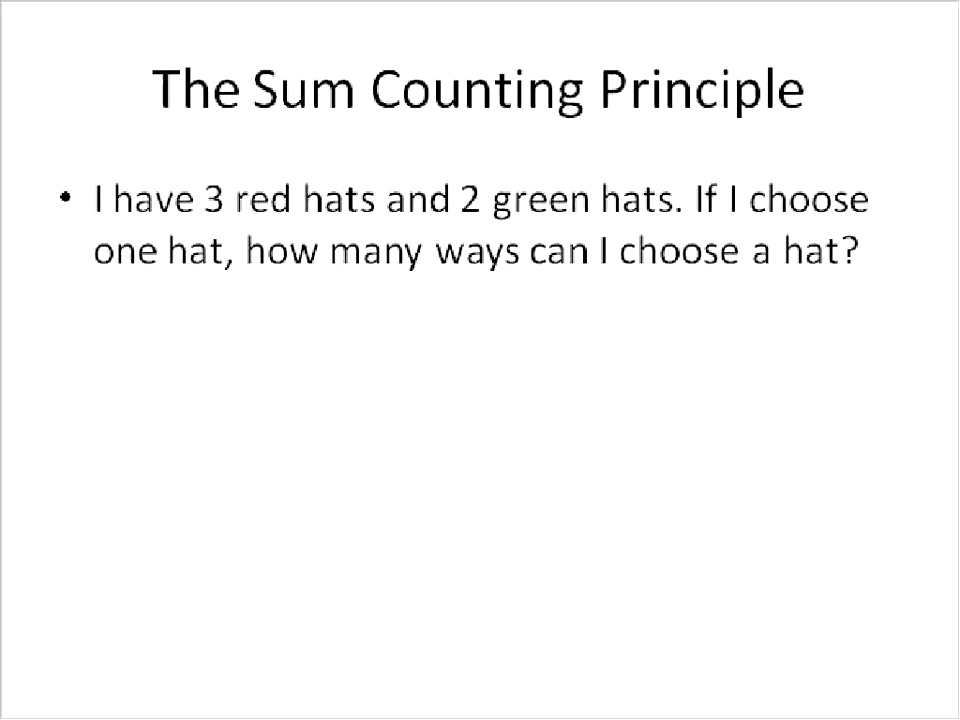 The Sum Counting Principle
• I have 3 red hats and 2 green hats. If I choose
one hat, how many ways can I choose a hat?